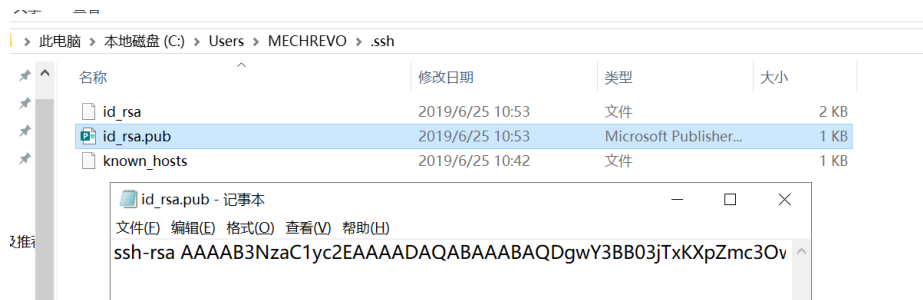 此电脑 > 本地磁盘 (C:) > Users > MECHREVO > .ssh
名称 修改日期 类型 大小
id_rsa 2019/6/25 10:53 文件 2 KB
id_rsa.pub 2019/6/25 10:53 Microsoft Publisher... 1 KB
known_hosts 2019/6/25 10:42 文件 1 KB
id_rsa.pub - 记事本
文件(F) 编辑(E) 格式(O) 查看(V) 帮助(H)
ssh-rsa AAAAB3NzaC1yc2EAAAADAQABAAABAQDgwY3BB03jTxKXpZmc3Ov